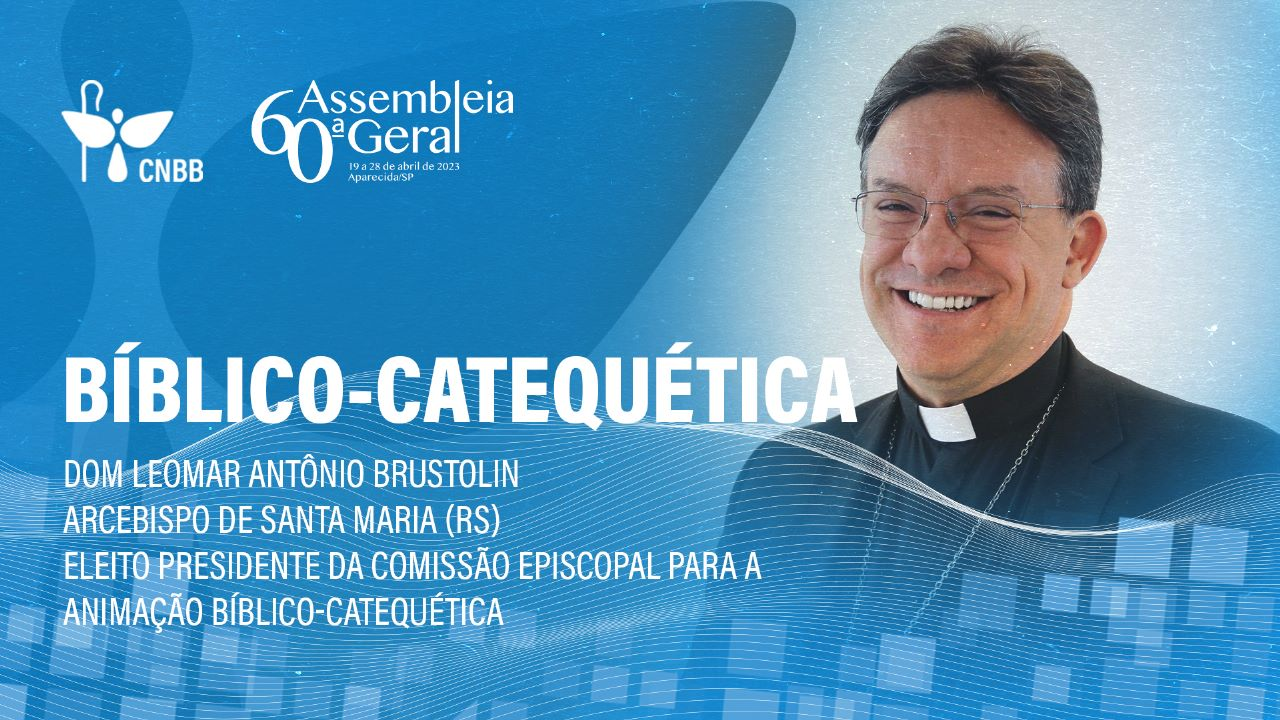 CNBB
60ª Assembleia
Geral
19 a 28 de abril de 2023
Aparecida/SP
BÍBLICO-CATEQUÉTICA
DOM LEOMAR ANTÔNIO BRUSTOLIN
ARCEBISPO DE SANTA MARIA (RS)
ELEITO PRESIDENTE DA COMISSÃO EPISCOPAL PARA A
ANIMAÇÃO BÍBLICO-CATEQUÉTICA